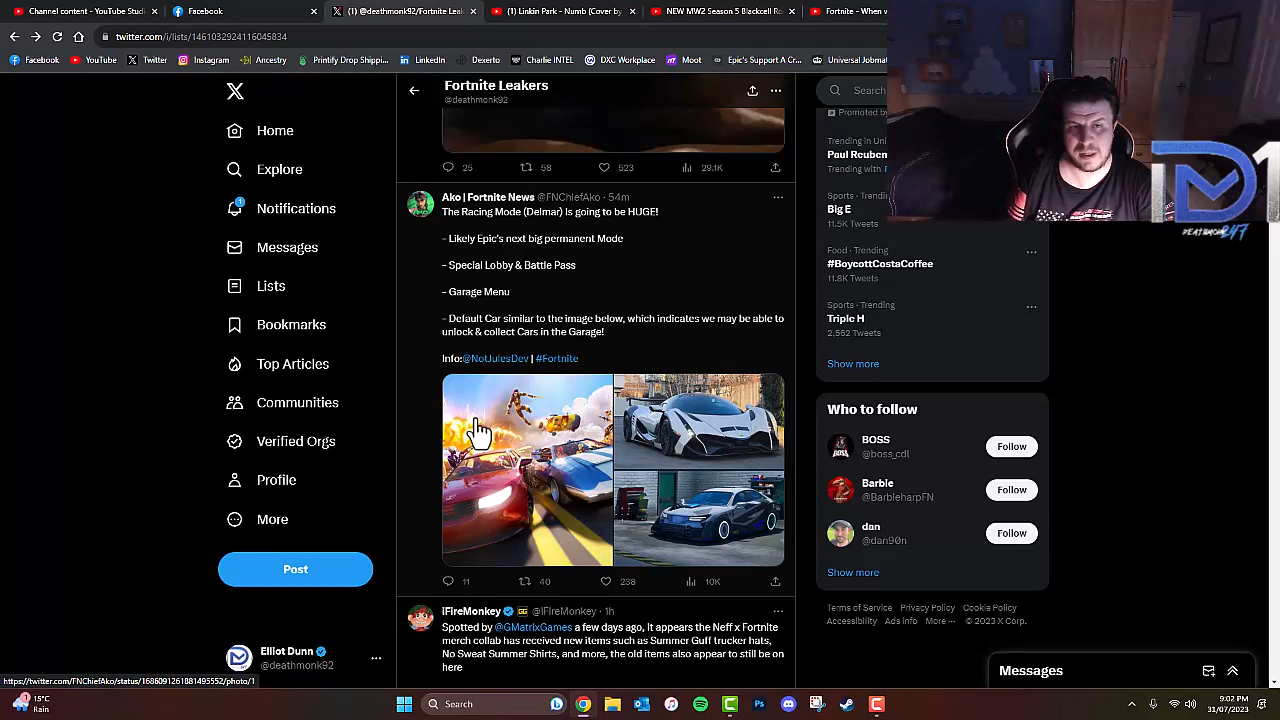 Channel content - YouTube Studi
Facebook
(1) @deathmonk92/Fortnite Leak
(1) Linkin Park - Numb (Cover by
NEW MW2 Season 5 Blackcell Ro
Fortnite - When v
twitter.com/i/lists/1461032924116045834
Facebook
YouTube
Twitter
Instagram
Ancestry
Printify Drop Shippi...
LinkedIn
Dexerto
Charlie INTEL
DXC Workplace
Moot
Epic's Support A Cr...
Universal Jobma
X
Home
Explore
1
Notifications
Messages
Lists
Bookmarks
Top Articles
Communities
Verified Orgs
Profile
More
Post
Elliot Dunn
@deathmonk92
Fortnite Leakers
@deathmonk92
25
58
523
29.1K
Ako | Fortnite News @FNChiefAko · 54m
The Racing Mode (Delmar) Is going to be HUGE!
- Likely Epic's next big permanent Mode
- Special Lobby & Battle Pass
- Garage Menu
- Default Car similar to the image below, which indicates we may be able to
unlock & collect Cars in the Garage!
Info:@NotJulesDev | #Fortnite
11
40
238
10K
iFireMonkey GG @iFireMonkey · 1h
Spotted by @GMatrixGames a few days ago, it appears the Neff x Fortnite
merch collab has received new items such as Summer Guff trucker hats,
No Sweat Summer Shirts, and more, the old items also appear to still be on
here
Search
Promoted by
Trending in Uni
Paul Reuben
Trending with
Sports · Trending
Big E
11.5K Tweets
Food · Trending
#BoycottCostaCoffee
11.8K Tweets
Sports · Trending
Triple H
2,562 Tweets
Show more
Who to follow
BOSS
@boss_cdl
Follow
Barbie
@BarbieharpFN
Follow
dan
@dan90n
Follow
Show more
Terms of Service Privacy Policy Cookie Policy
Accessibility Ads info More ··· © 2023 X Corp.
Messages
DEATHMONK247
https://twitter.com/FNChiefAko/status/1686091261881495552/photo/1
1
15°C
Rain
Search
9:02 PM
31/07/2023